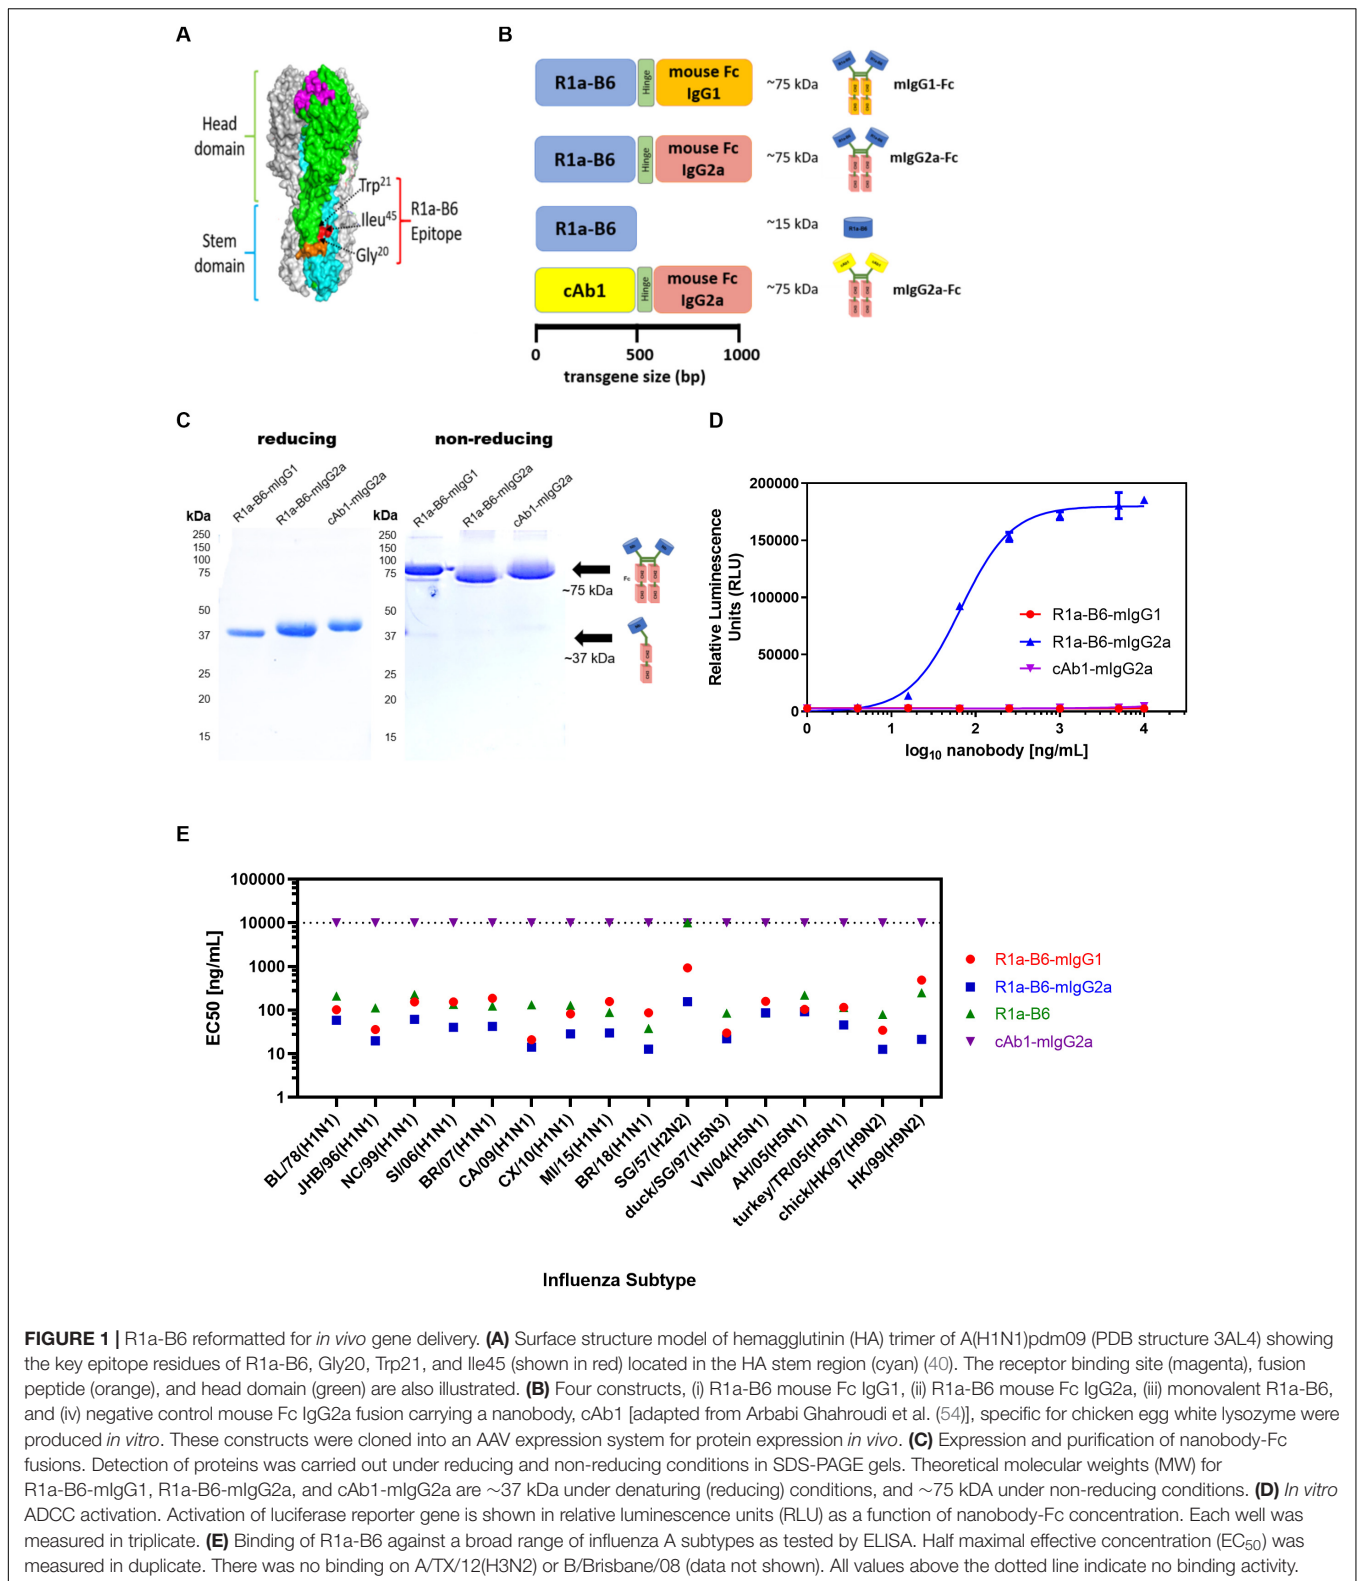 A
Head
domain
Stem
domain
Trp21
Ileu45
Gly20
R1a-B6
Epitope
B
R1a-B6
Hinge
mouse Fc
IgG1
~75 kDa
mIgG1-Fc
R1a-B6
Hinge
mouse Fc
IgG2a
~75 kDa
mIgG2a-Fc
R1a-B6
~15 kDa
R1a-B6
cAb1
Hinge
mouse Fc
IgG2a
~75 kDa
mIgG2a-Fc
0 500 1000
transgene size (bp)
C
reducing
non-reducing
R1a-B6-mIgG1
R1a-B6-mIgG2a
cAb1-mIgG2a
R1a-B6-mIgG1
R1a-B6-mIgG2a
cAb1-mIgG2a
kDa
250
150
100
75
50
37
25
20
15
kDa
250
150
100
75
50
37
25
20
15
~75 kDa
Fc
~37 kDa
D
Relative Luminescence
Units (RLU)
200000
150000
100000
50000
0
0 1 2 3 4
log10 nanobody [ng/mL]
R1a-B6-mIgG1
R1a-B6-mIgG2a
cAb1-mIgG2a
E
EC50 [ng/mL]
100000
10000
1000
100
10
1
BL/78(H1N1)
JHB/96(H1N1)
NC/99(H1N1)
SI/06(H1N1)
BR/07(H1N1)
CA/09(H1N1)
CX/10(H1N1)
MI/15(H1N1)
BR/18(H1N1)
SG/57(H2N2)
duck/SG/97(H5N3)
VN/04(H5N1)
AH/05(H5N1)
turkey/TR/05(H5N1)
chick/HK/97(H9N2)
HK/99(H9N2)
Influenza Subtype
R1a-B6-mIgG1
R1a-B6-mIgG2a
R1a-B6
cAb1-mIgG2a
FIGURE 1 | R1a-B6 reformatted for in vivo gene delivery. (A) Surface structure model of hemagglutinin (HA) trimer of A(H1N1)pdm09 (PDB structure 3AL4) showing
the key epitope residues of R1a-B6, Gly20, Trp21, and Ile45 (shown in red) located in the HA stem region (cyan) (40). The receptor binding site (magenta), fusion
peptide (orange), and head domain (green) are also illustrated. (B) Four constructs, (i) R1a-B6 mouse Fc IgG1, (ii) R1a-B6 mouse Fc IgG2a, (iii) monovalent R1a-B6,
and (iv) negative control mouse Fc IgG2a fusion carrying a nanobody, cAb1 [adapted from Arbabi Ghahroudi et al. (54)], specific for chicken egg white lysozyme were
produced in vitro. These constructs were cloned into an AAV expression system for protein expression in vivo. (C) Expression and purification of nanobody-Fc
fusions. Detection of proteins was carried out under reducing and non-reducing conditions in SDS-PAGE gels. Theoretical molecular weights (MW) for
R1a-B6-mIgG1, R1a-B6-mIgG2a, and cAb1-mIgG2a are ∼37 kDa under denaturing (reducing) conditions, and ∼75 kDA under non-reducing conditions. (D) In vitro
ADCC activation. Activation of luciferase reporter gene is shown in relative luminescence units (RLU) as a function of nanobody-Fc concentration. Each well was
measured in triplicate. (E) Binding of R1a-B6 against a broad range of influenza A subtypes as tested by ELISA. Half maximal effective concentration (EC50) was
measured in duplicate. There was no binding on A/TX/12(H3N2) or B/Brisbane/08 (data not shown). All values above the dotted line indicate no binding activity.